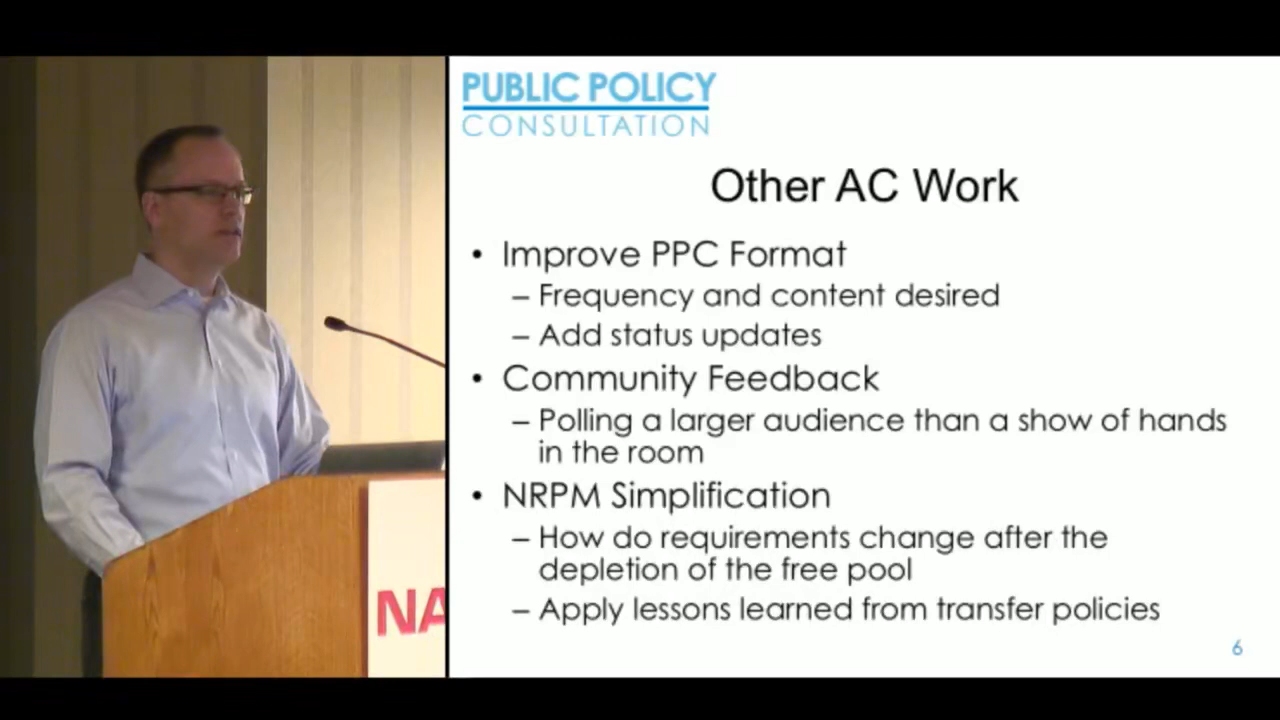 PUBLIC POLICY
CONSULTATION
Other AC Work
• Improve PPC Format
– Frequency and content desired
– Add status updates
• Community Feedback
– Polling a larger audience than a show of hands
in the room
• NRPM Simplification
– How do requirements change after the
depletion of the free pool
– Apply lessons learned from transfer policies
6
NA